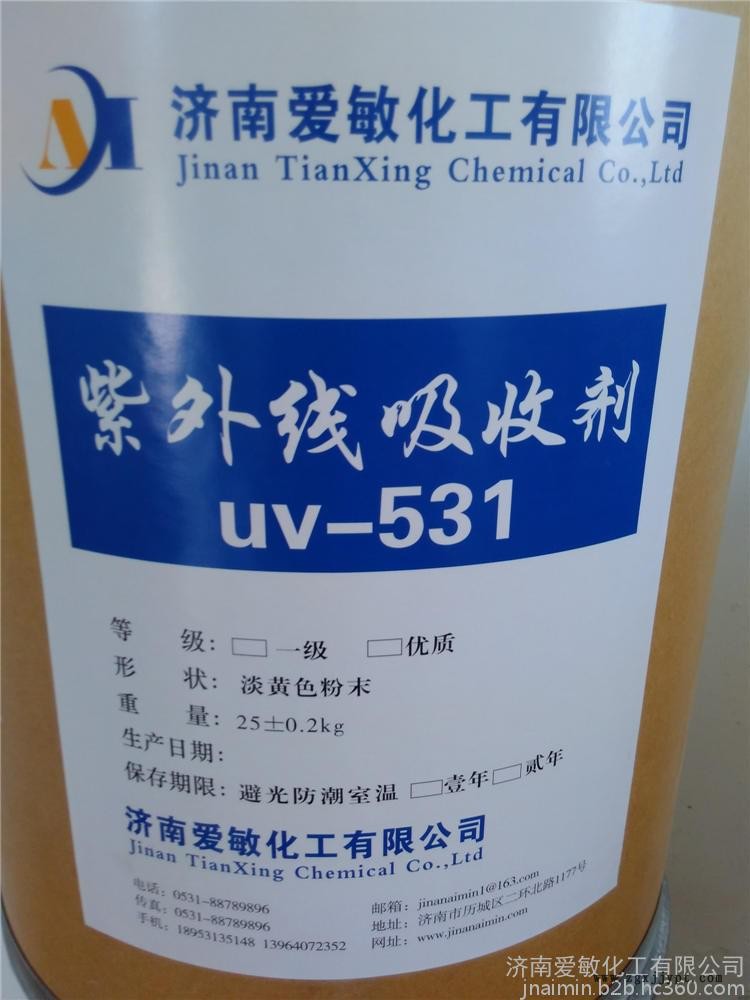 济南爱敏化工有限公司
Jinan TianXing Chemical Co.,Ltd
紫外线吸收剂
uv-531
等 级：□一级 □优质
形 状：淡黄色粉末
重 量：25±0.2kg
生产日期：
保存期限：避光防潮室温 □壹年□贰年
济南爱敏化工有限公司
Jinan TianXing Chemical Co.,Ltd
电话：0531-88789896
传真：0531-88789896
手机：18953135148 13964072352
邮箱：jinanaimin1@163.com
地址：济南市历城区二环北路1177号
网址：www.jinanaimin.com
济南爱敏化工有限公司
jnaimin.b2b.hc360.com